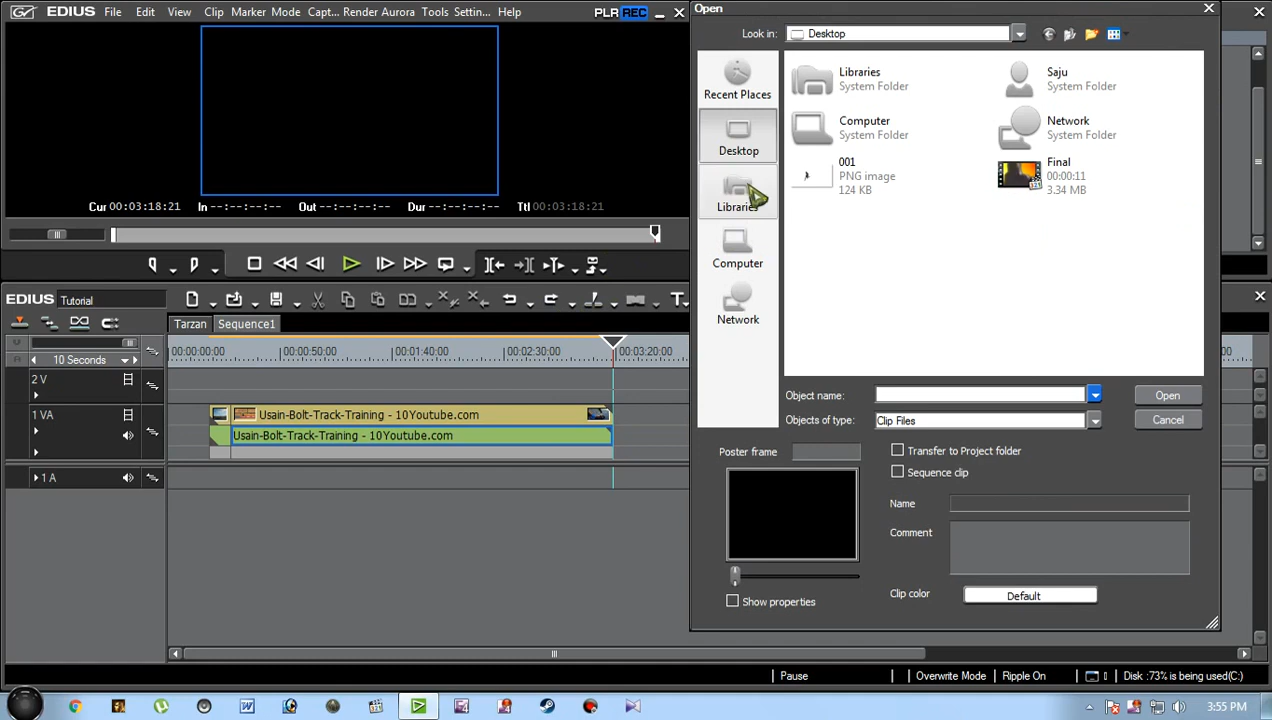 EDIUS File Edit View Clip Marker Mode Capt... Render Aurora Tools Settin... Help PLR REC
Cur 00:03:18:21 In --:--:--:-- Out --:--:--:-- Dur --:--:--:-- Ttl 00:03:18:21
EDIUS Tutorial
Tarzan Sequence1
10 Seconds
00:00:00:00 00:00:50:00 00:01:40:00 00:02:30:00 00:03:20:00
2 V
1 VA
Usain-Bolt-Track-Training - 10Youtube.com
Usain-Bolt-Track-Training - 10Youtube.com
1 A
Open
Look in: Desktop
Recent Places
Desktop
Libraries
Computer
Network
Libraries
System Folder
Saju
System Folder
Computer
System Folder
Network
System Folder
001
PNG image
124 KB
Final
00:00:11
3.34 MB
Object name: Open
Objects of type: Clip Files Cancel
Poster frame
Transfer to Project folder
Sequence clip
Name
Comment
Clip color Default
Show properties
Pause Overwrite Mode Ripple On Disk :73% is being used(C:)
3:55 PM